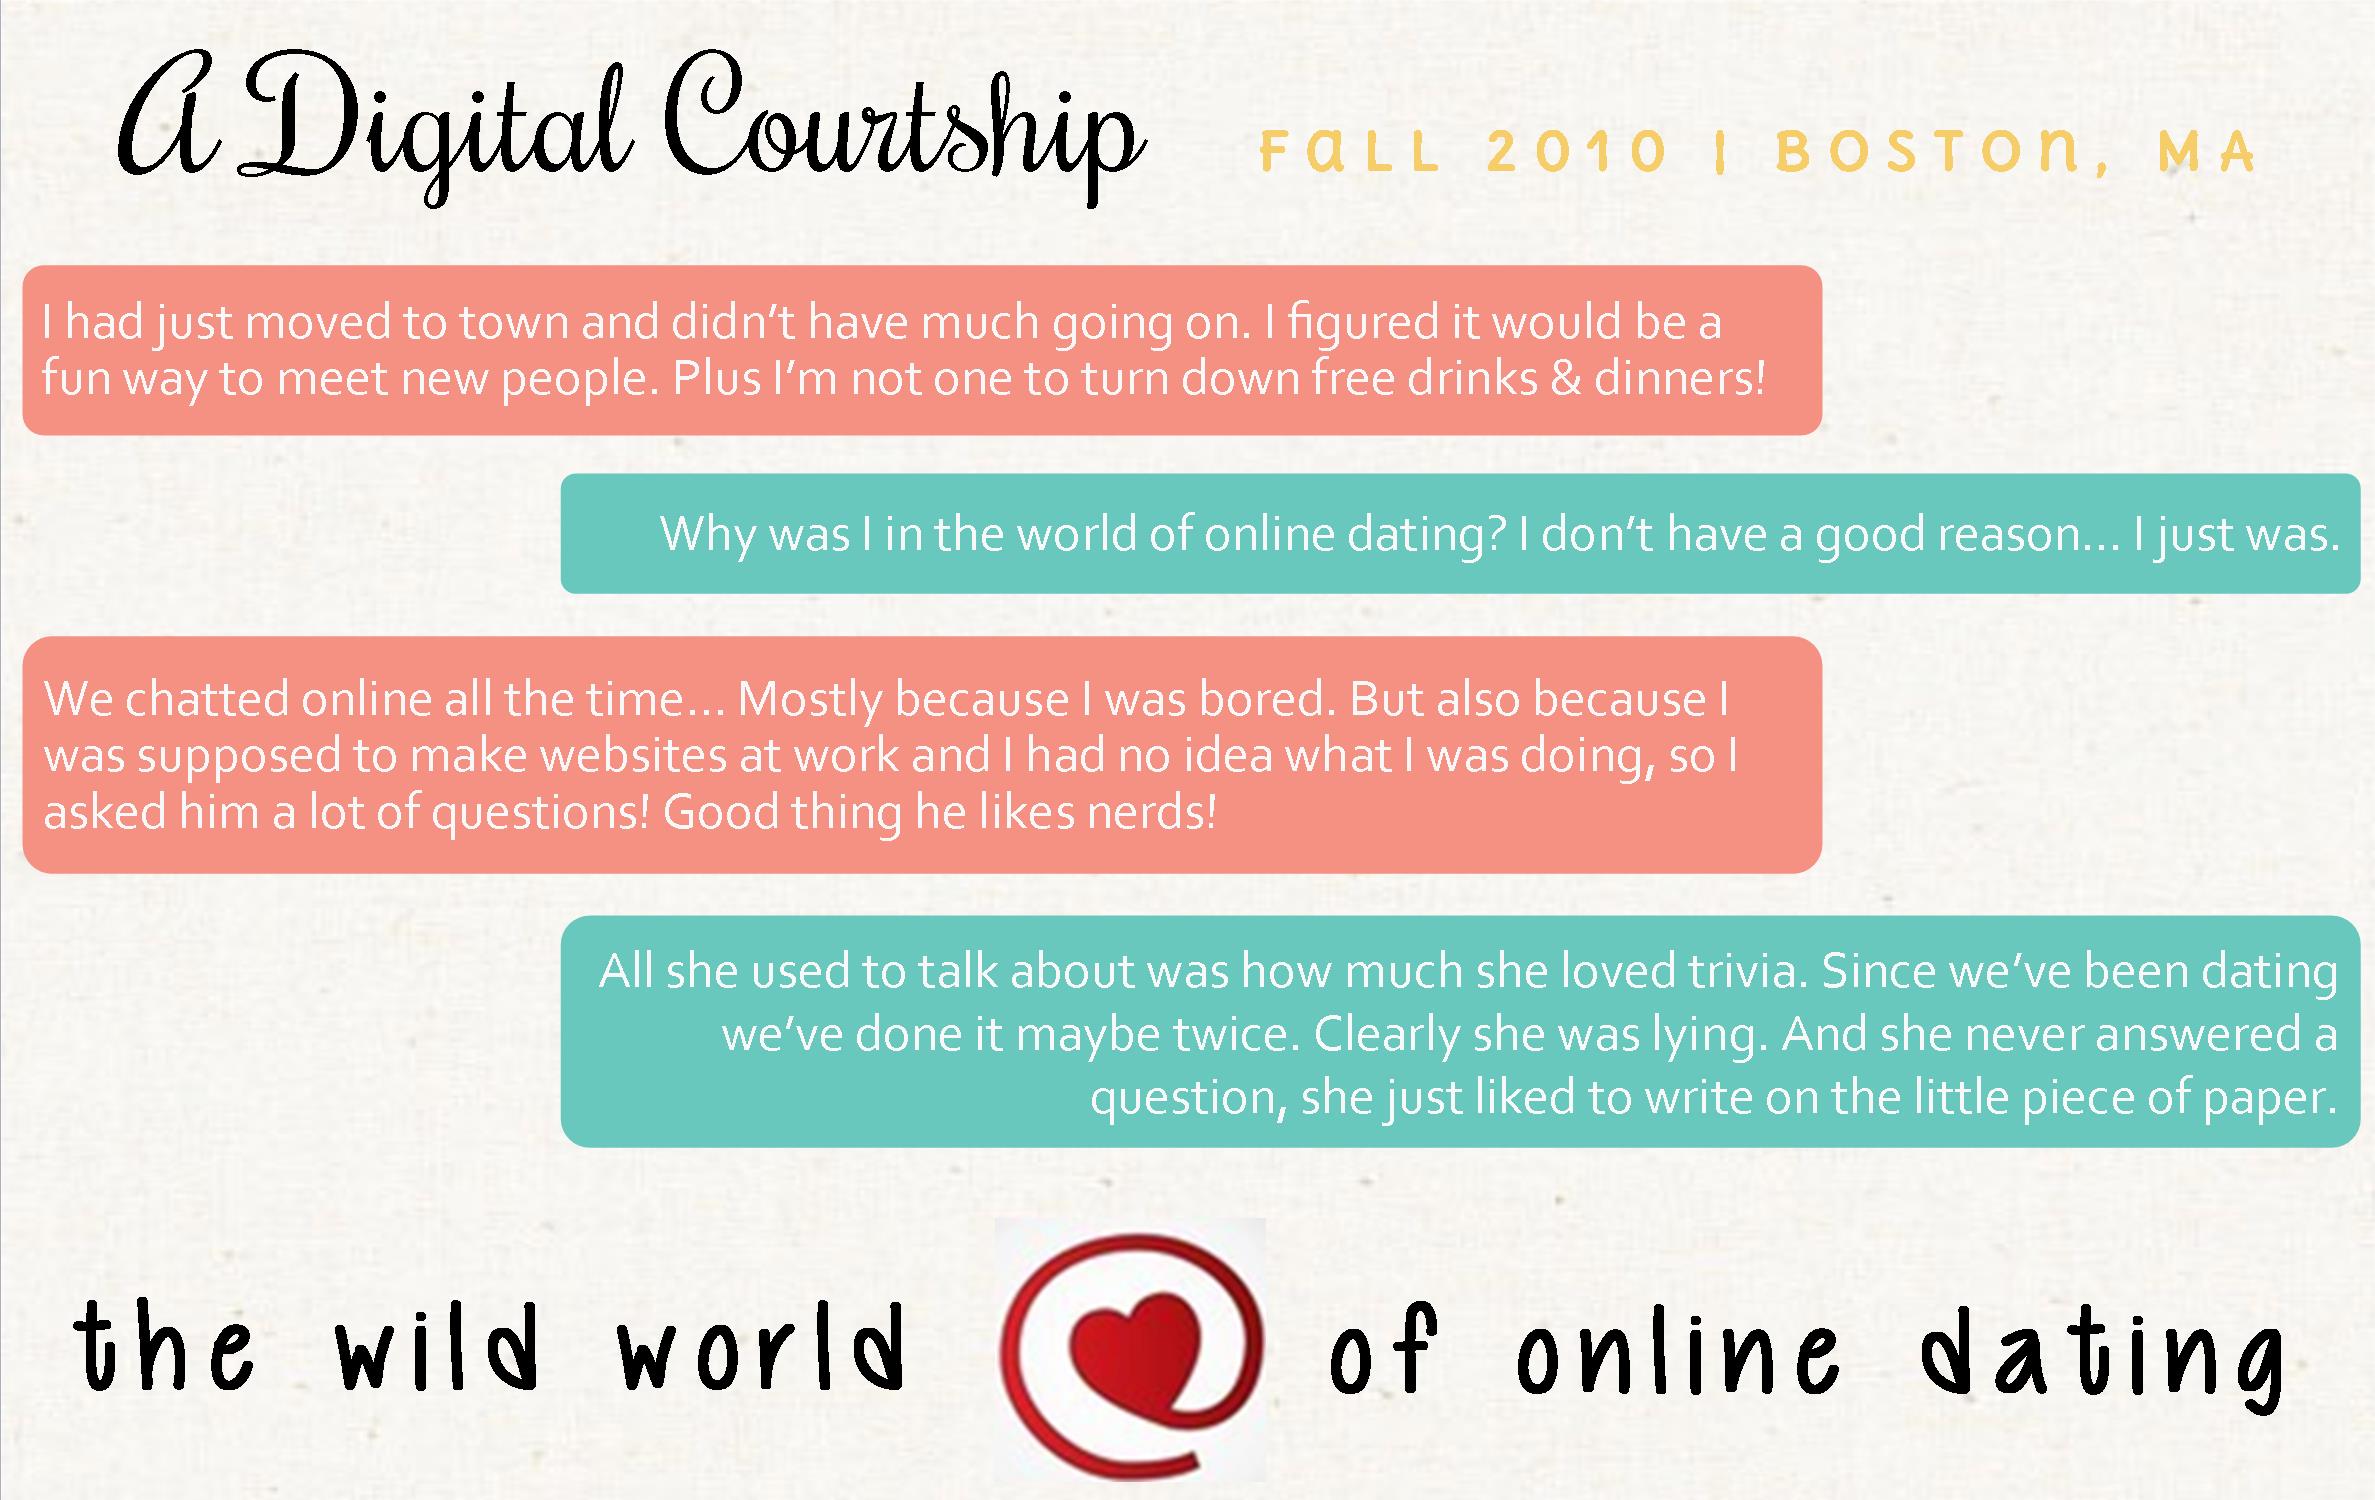 A Digital Courtship FALL 2010 | BOSTON, MA
I had just moved to town and didn’t have much going on. I figured it would be a
fun way to meet new people. Plus I’m not one to turn down free drinks & dinners!
Why was I in the world of online dating? I don’t have a good reason... I just was.
We chatted online all the time... Mostly because I was bored. But also because I
was supposed to make websites at work and I had no idea what I was doing, so I
asked him a lot of questions! Good thing he likes nerds!
All she used to talk about was how much she loved trivia. Since we’ve been dating
we’ve done it maybe twice. Clearly she was lying. And she never answered a
question, she just liked to write on the little piece of paper.
the wild world of online dating